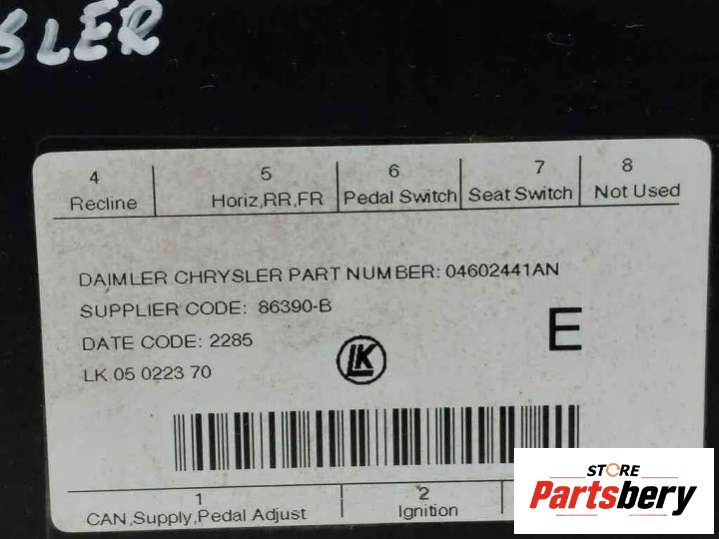 SLER
4 5 6 7 8
Recline Horiz,RR,FR Pedal Switch Seat Switch Not Used
DAIMLER CHRYSLER PART NUMBER: 04602441AN
SUPPLIER CODE: 86390-B
DATE CODE: 2285
E
LK 05 0223 70
LK
1 2
CAN,Supply,Pedal Adjust Ignition
STORE
Partsbery